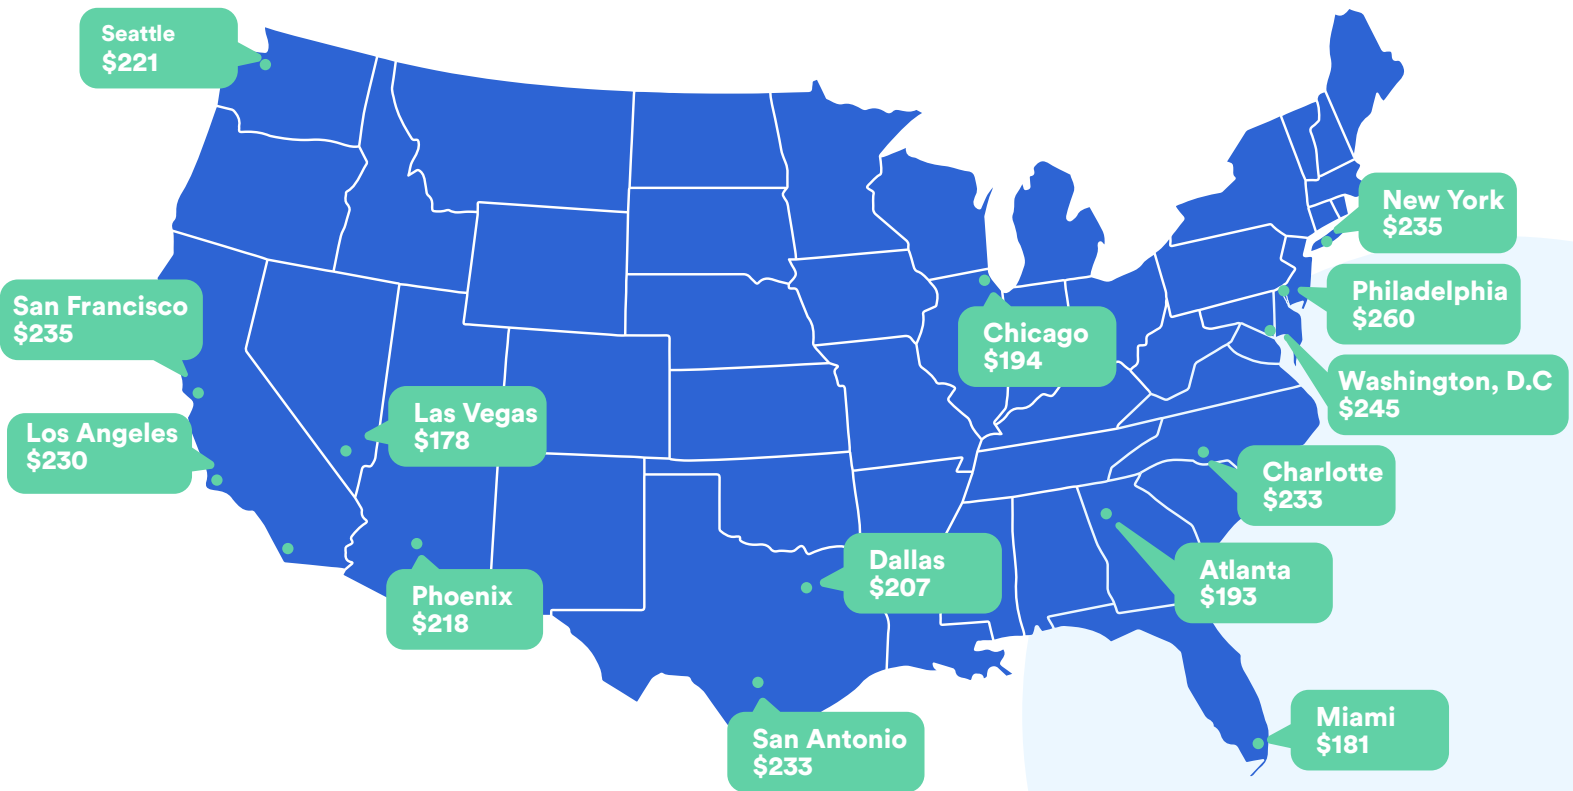 Seattle
$221
New York
$235
San Francisco
$235
Philadelphia
$260
Chicago
$194
Washington, D.C
$245
Las Vegas
$178
Los Angeles
$230
Charlotte
$233
Dallas
$207
Atlanta
$193
Phoenix
$218
Miami
$181
San Antonio
$233